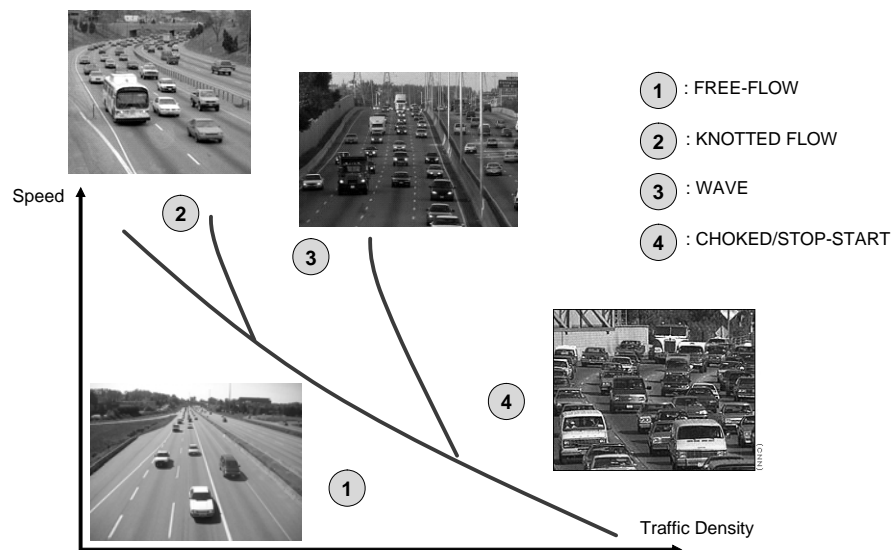 1 : FREE-FLOW
2 : KNOTTED FLOW
3 : WAVE
4 : CHOKED/STOP-START
Speed
2
3
4
1
(CNN)
Traffic Density